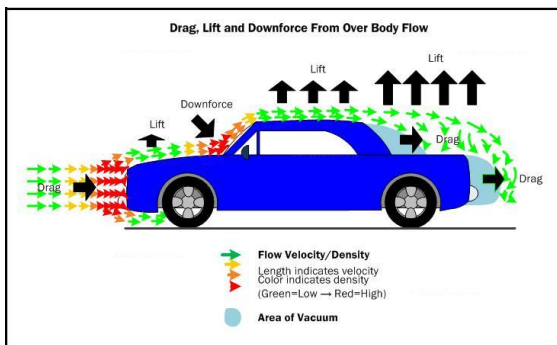 Drag, Lift and Downforce From Over Body Flow
Lift
Lift
Downforce
Lift
Drag
Drag
Drag
Flow Velocity/Density
Length indicates velocity
Color indicates density
(Green=Low → Red=High)
Area of Vacuum